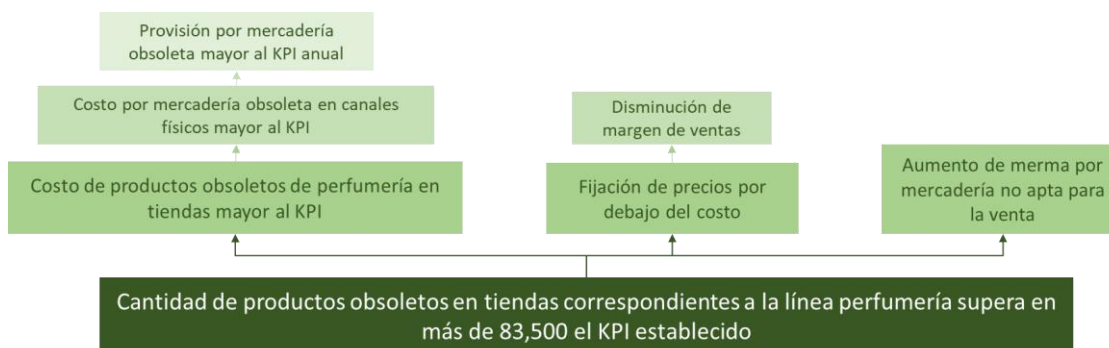 Provisión por mercadería
obsoleta mayor al KPI anual
Costo por mercadería obsoleta en canales
físicos mayor al KPI
Disminución de
margen de ventas
Costo de productos obsoletos de perfumería en
tiendas mayor al KPI
Fijación de precios por
debajo del costo
Aumento de merma por
mercadería no apta para
la venta
Cantidad de productos obsoletos en tiendas correspondientes a la línea perfumería supera en
más de 83,500 el KPI establecido